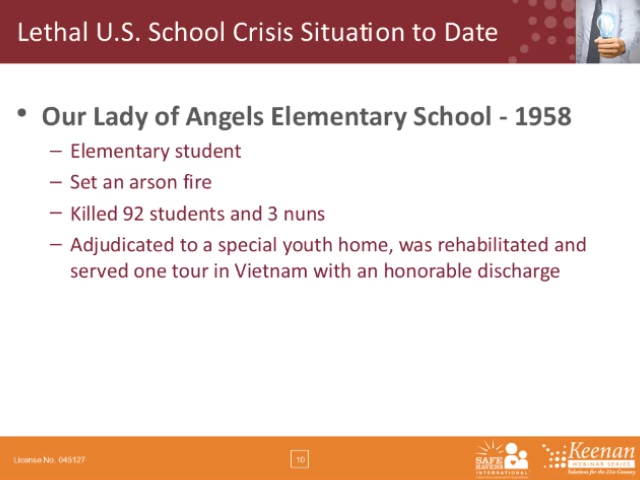 Lethal U.S. School Crisis Situation to Date
• Our Lady of Angels Elementary School - 1958
– Elementary student
– Set an arson fire
– Killed 92 students and 3 nuns
– Adjudicated to a special youth home, was rehabilitated and
served one tour in Vietnam with an honorable discharge
License No. 045127
10
SAFE
HAVENS
INTERNATIONAL
Keenan
WEBINAR SERIES
Solutions for the 21st Century